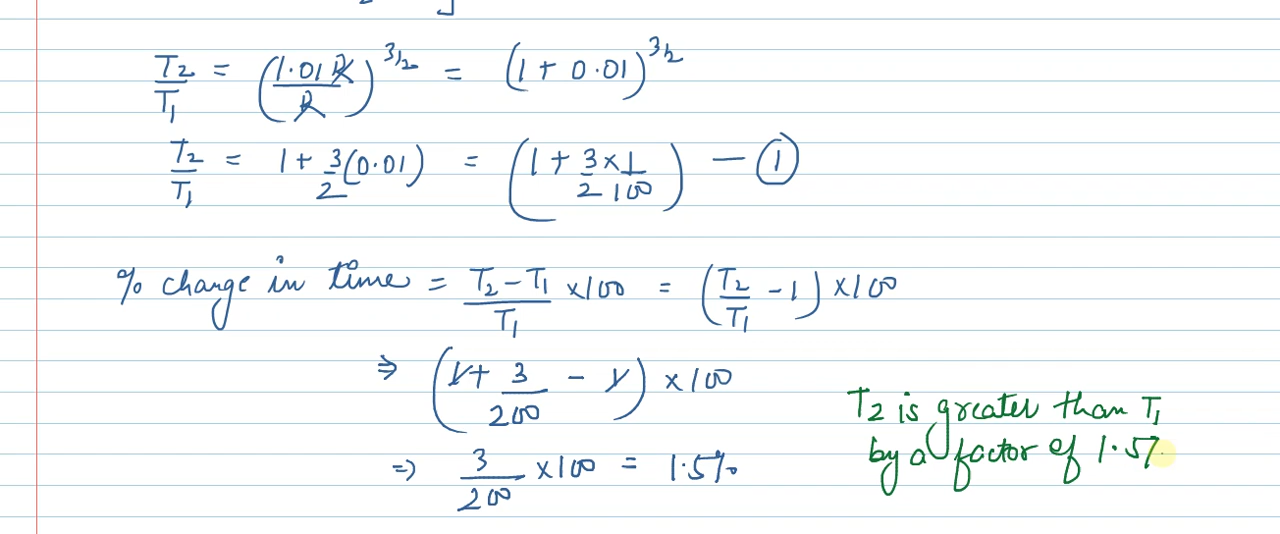 T2/T1 = (1.01R/R)^3/2 = (1 + 0.01)^3/2
T2/T1 = 1 + 3/2(0.01) = (1 + 3/2 × 1/100) — ①
% change in time = T2 − T1/T1 ×100 = (T2/T1 − 1) ×100
⇒ (1 + 3/200 − 1) ×100
T2 is greater than T1
by a factor of 1.5%
⇒ 3/200 ×100 = 1.5%